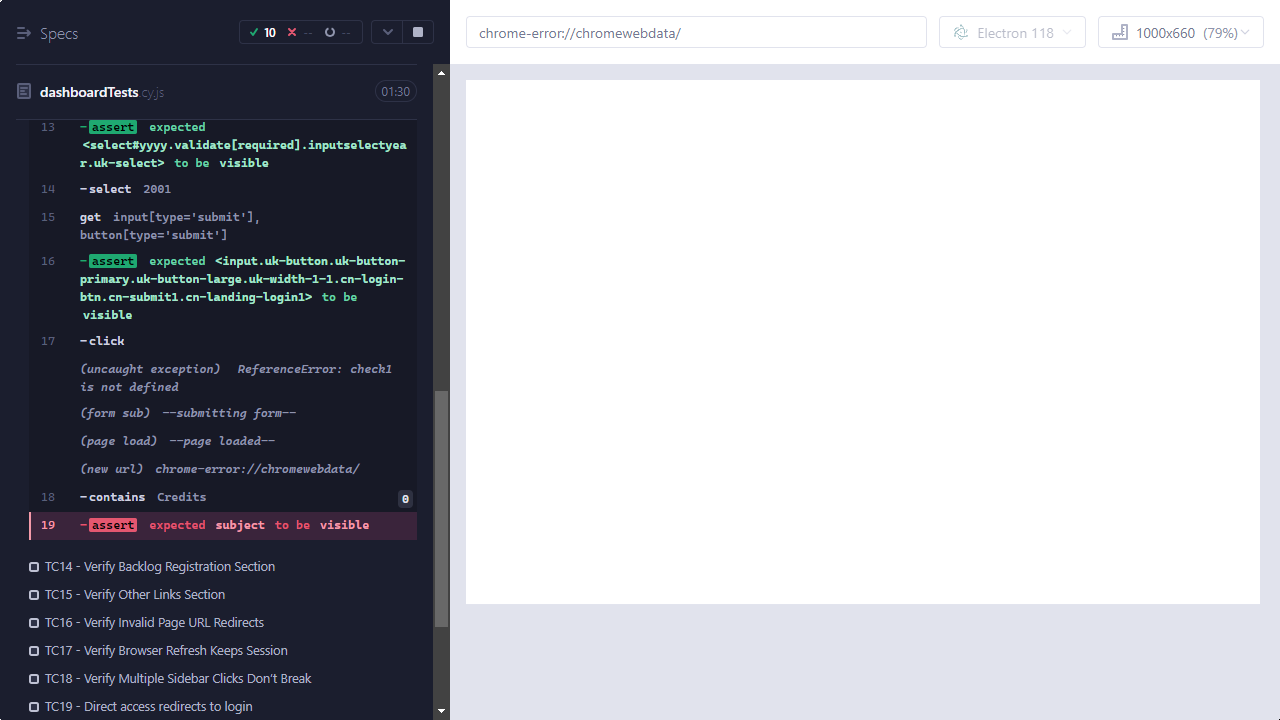 Specs
10
--
--
chrome-error://chromewebdata/
Electron 118
1000x660 (79%)
dashboardTests.cy.js
01:30
13 -assert expected
<select#yyyy.validate[required].inputselectyea
r.uk-select> to be visible
14 -select 2001
15 get input[type='submit'],
button[type='submit']
16 -assert expected <input.uk-button.uk-button-
primary.uk-button-large.uk-width-1-1.cn-login-
btn.cn-submit1.cn-landing-login1> to be
visible
17 -click
(uncaught exception) ReferenceError: check1
is not defined
(form sub) --submitting form--
(page load) --page loaded--
(new url) chrome-error://chromewebdata/
18 -contains Credits 0
19 -assert expected subject to be visible
TC14 - Verify Backlog Registration Section
TC15 - Verify Other Links Section
TC16 - Verify Invalid Page URL Redirects
TC17 - Verify Browser Refresh Keeps Session
TC18 - Verify Multiple Sidebar Clicks Don't Break
TC19 - Direct access redirects to login